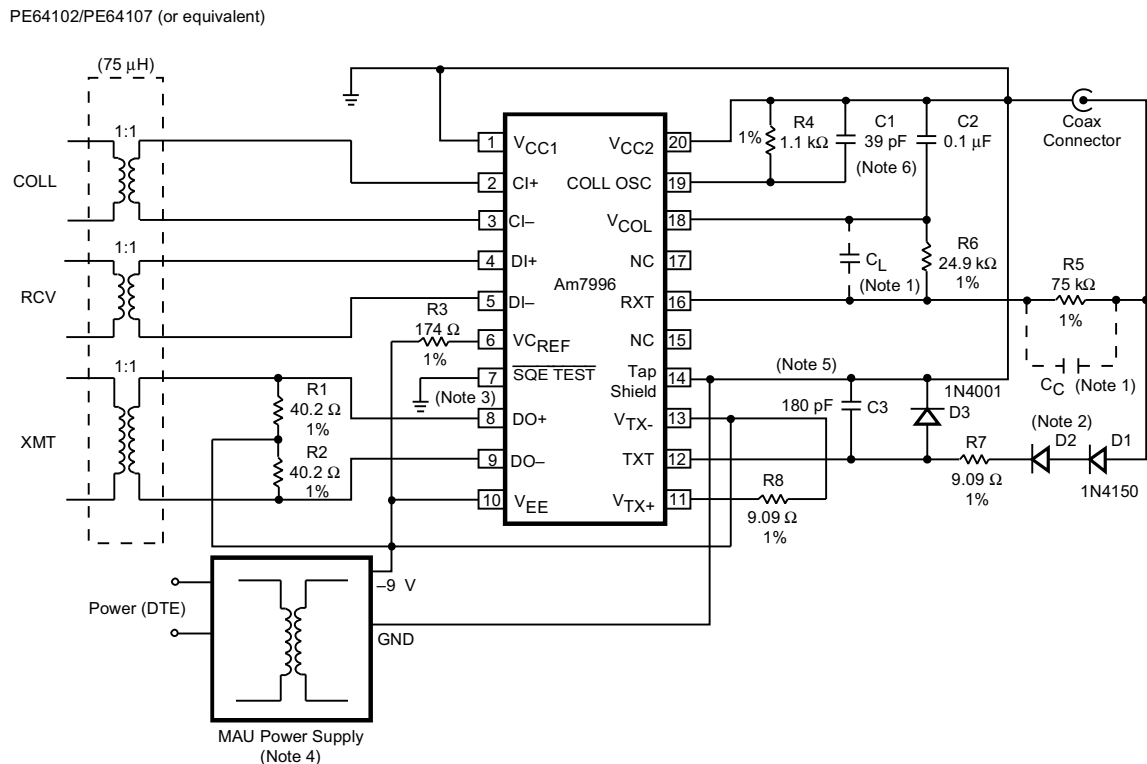 PE64102/PE64107 (or equivalent)
(75 μH)
1:1
COLL
1:1
RCV
1:1
XMT
R1
40.2 Ω
1%
R2
40.2 Ω
1%
R3
174 Ω
1%
(Note 3)
1 VCC1
2 CI+
3 CI–
4 DI+
5 DI–
6 VCREF
7 SQE TEST
8 DO+
9 DO–
10 VEE
Am7996
VCC2 20
COLL OSC 19
VCOL 18
NC 17
RXT 16
NC 15
Tap Shield 14
VTX- 13
TXT 12
VTX+ 11
1%
R4
1.1 kΩ
C1
39 pF
(Note 6)
C2
0.1 μF
Coax
Connector
CL
(Note 1)
R6
24.9 kΩ
1%
R5
75 kΩ
1%
CC (Note 1)
(Note 5)
180 pF
C3
1N4001
D3
R7
9.09 Ω
1%
(Note 2)
D2
D1
1N4150
R8
9.09 Ω
1%
Power (DTE)
–9 V
GND
MAU Power Supply
(Note 4)